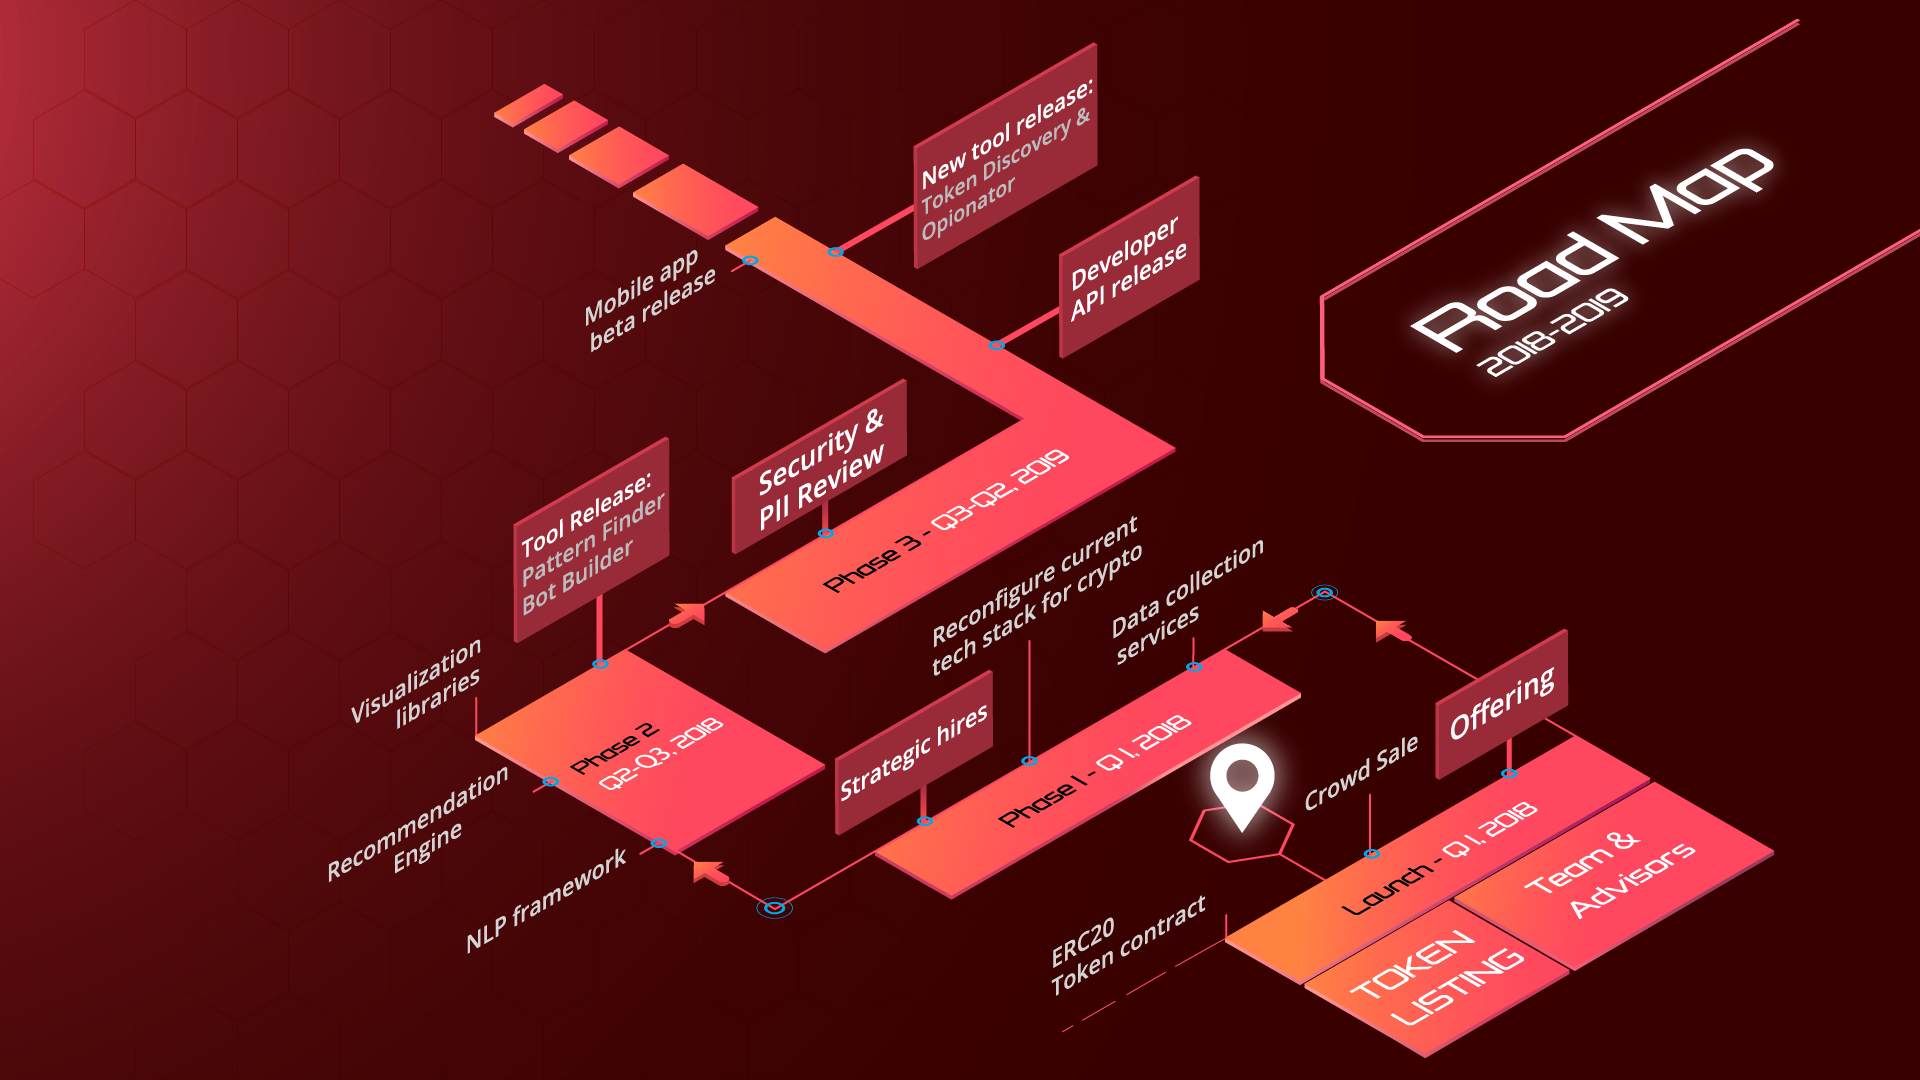 Road Map
2018-2019
New tool release:
Token Discovery &
Opionator
Developer
API release
Mobile app
beta release
Security &
PII Review
Phase 3 - Q3-Q2, 2019
Tool Release:
Pattern Finder
Bot Builder
Visualization
libraries
Phase 2
Q2-Q3, 2018
Recommendation
Engine
NLP framework
Strategic hires
Reconfigure current
tech stack for crypto
Data collection
services
Phase 1 - Q1, 2018
Offering
Crowd Sale
Launch - Q1, 2018
Team &
Advisors
TOKEN
LISTING
ERC20
Token contract